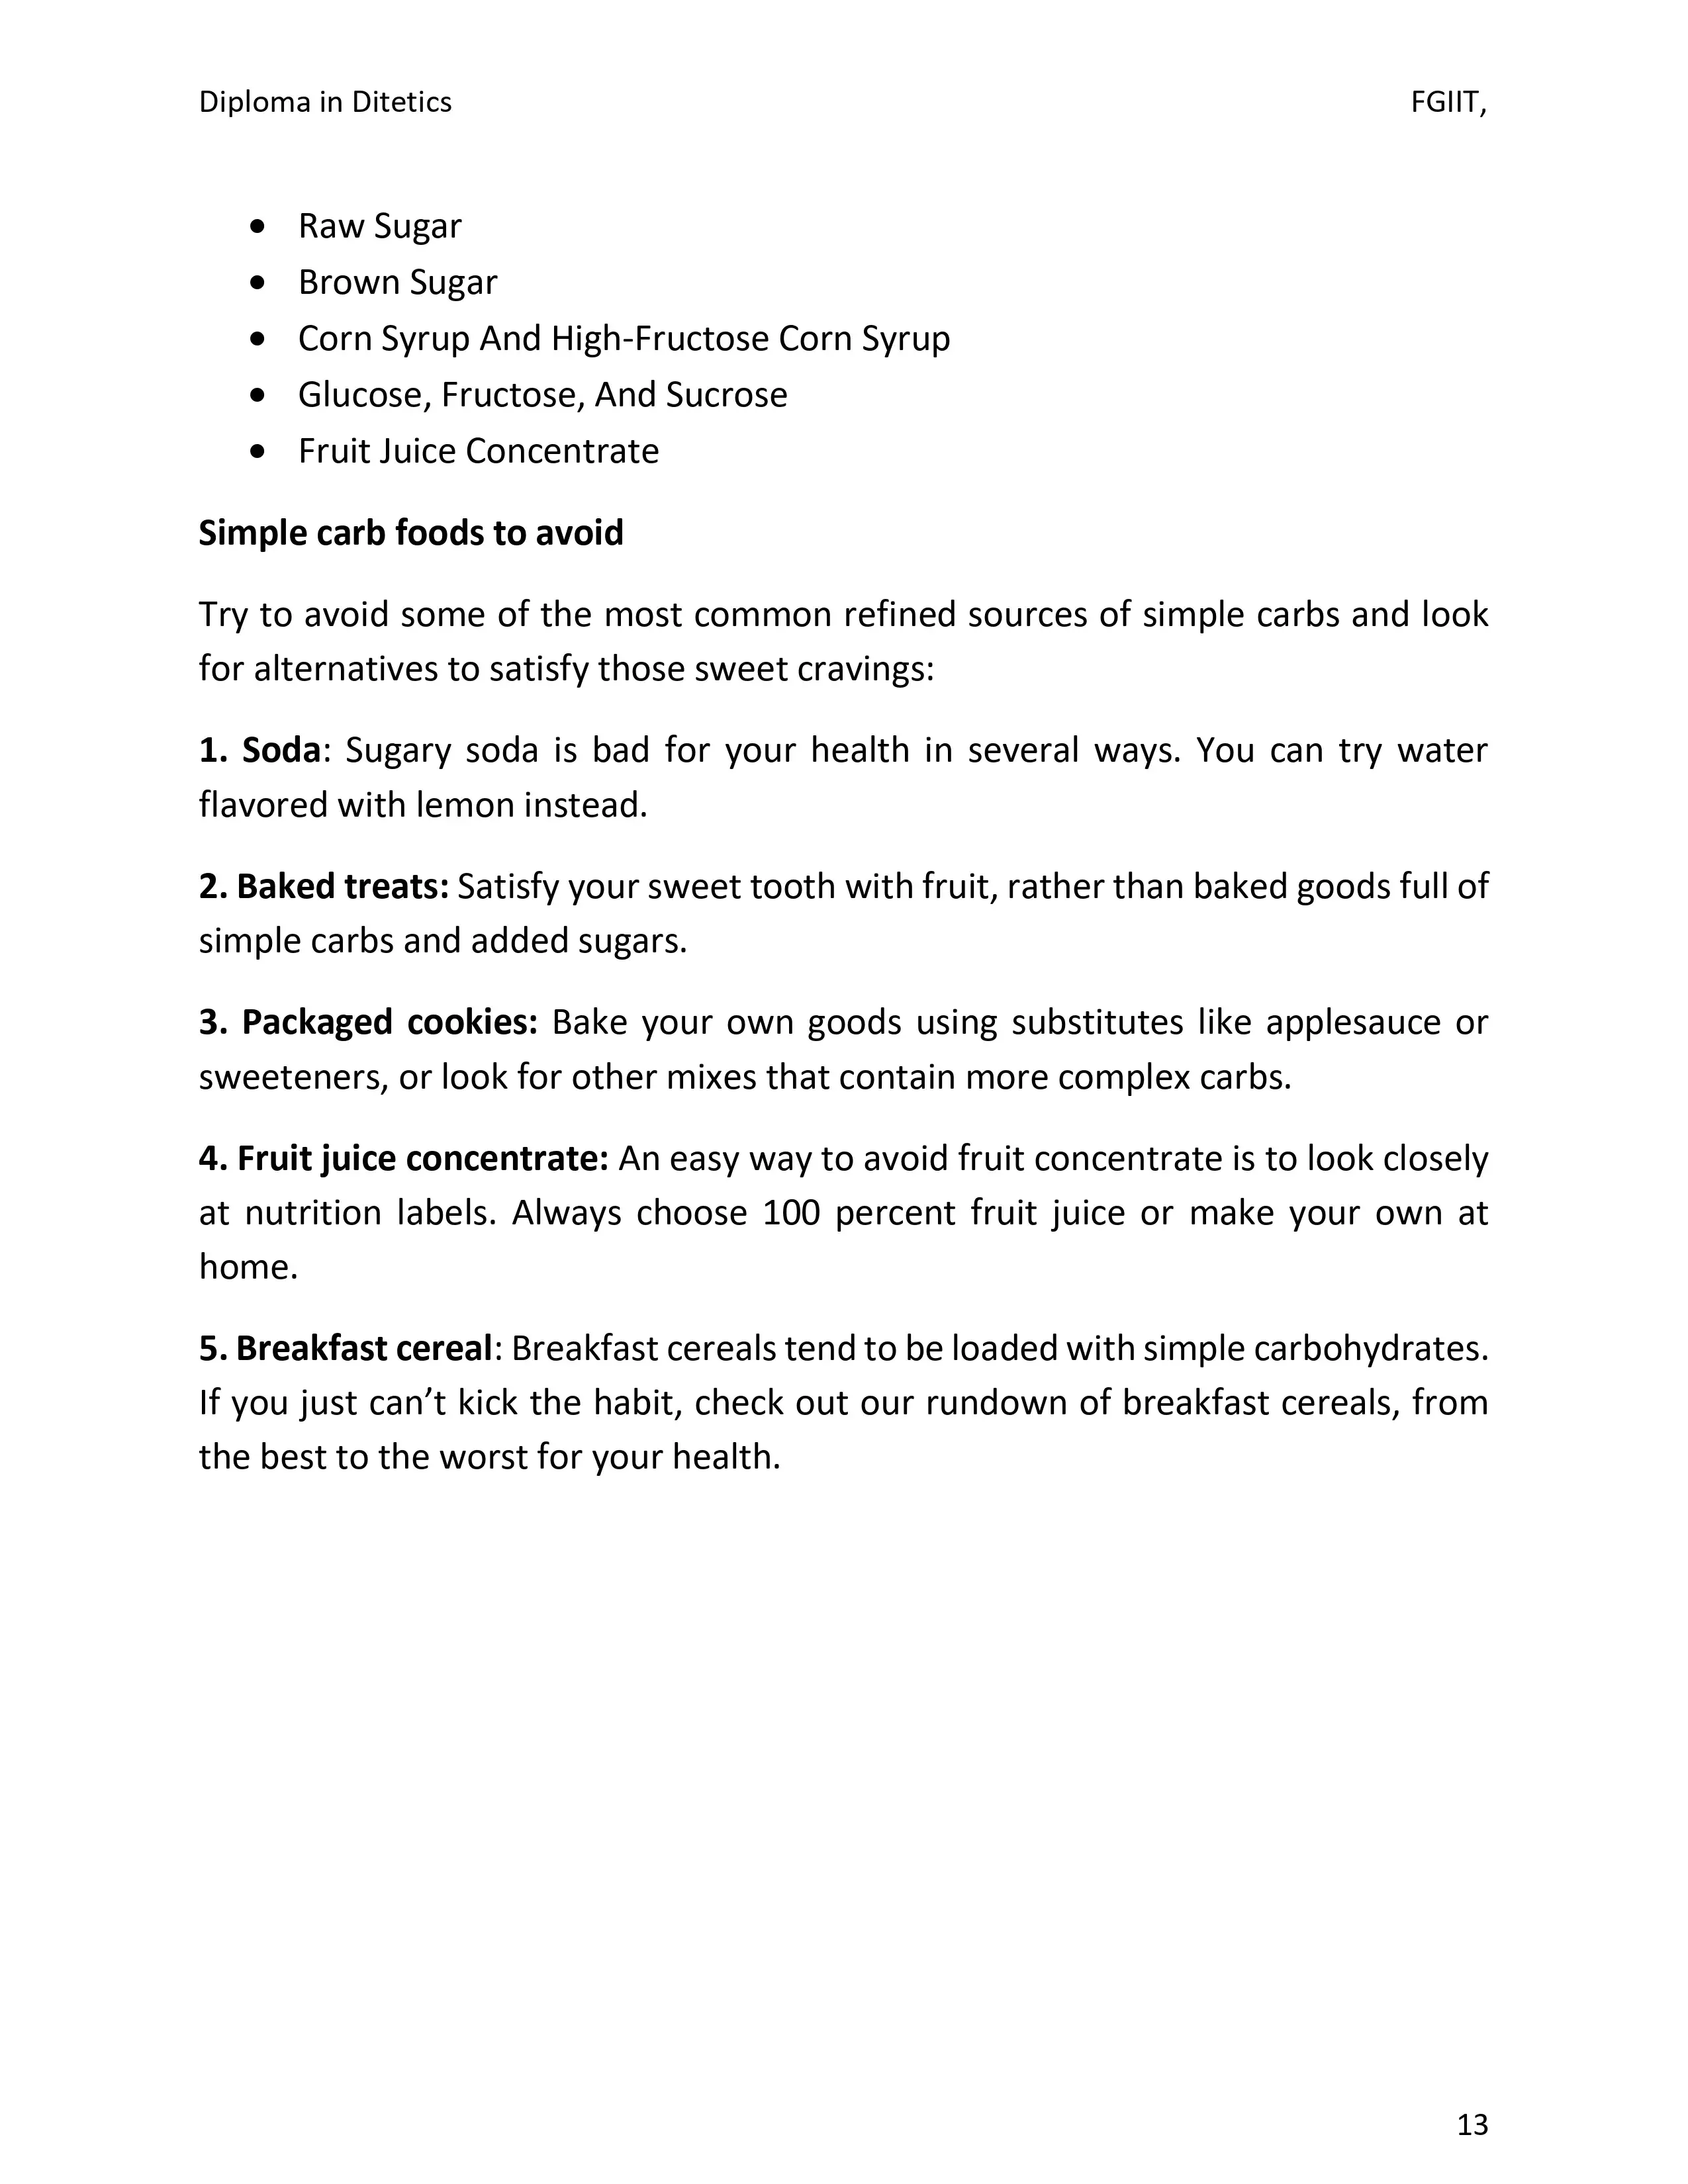 Diploma in Ditetics FGIIT,
• Raw Sugar
• Brown Sugar
• Corn Syrup And High-Fructose Corn Syrup
• Glucose, Fructose, And Sucrose
• Fruit Juice Concentrate
Simple carb foods to avoid
Try to avoid some of the most common refined sources of simple carbs and look
for alternatives to satisfy those sweet cravings:
1. Soda: Sugary soda is bad for your health in several ways. You can try water
flavored with lemon instead.
2. Baked treats: Satisfy your sweet tooth with fruit, rather than baked goods full of
simple carbs and added sugars.
3. Packaged cookies: Bake your own goods using substitutes like applesauce or
sweeteners, or look for other mixes that contain more complex carbs.
4. Fruit juice concentrate: An easy way to avoid fruit concentrate is to look closely
at nutrition labels. Always choose 100 percent fruit juice or make your own at
home.
5. Breakfast cereal: Breakfast cereals tend to be loaded with simple carbohydrates.
If you just can’t kick the habit, check out our rundown of breakfast cereals, from
the best to the worst for your health.
13